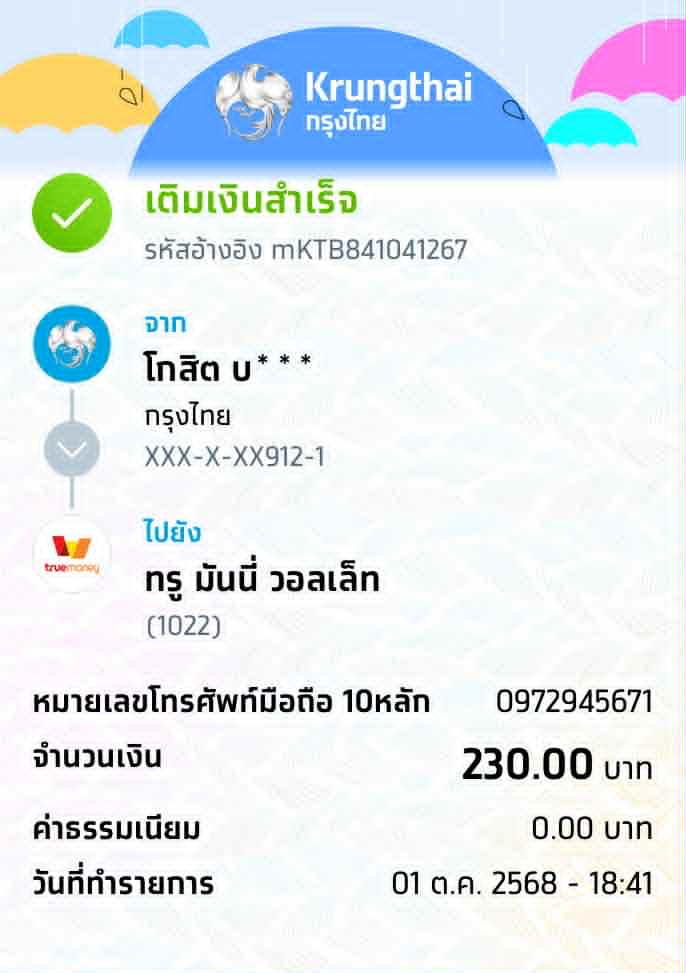 Krungthai
กรุงไทย
เติมเงินสำเร็จ
รหัสอ้างอิง mKTB841041267
จาก
โกสิต บ* * *
กรุงไทย
XXX-X-XX912-1
ไปยัง
truemoney
ทรู มันนี่ วอลเล็ท
(1022)
หมายเลขโทรศัพท์มือถือ 10หลัก 0972945671
จำนวนเงิน 230.00 บาท
ค่าธรรมเนียม 0.00 บาท
วันที่ทำรายการ 01 ต.ค. 2568 - 18:41